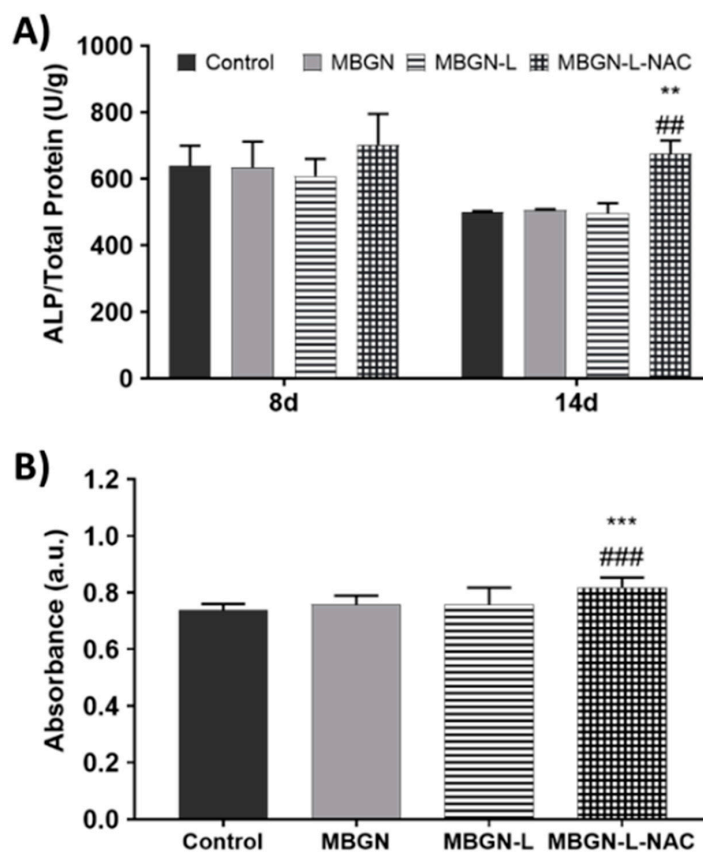 A)
ALP/Total Protein (U/g)
1000
800
600
400
200
0
Control MBGN MBGN-L MBGN-L-NAC
**
##
8d 14d
B)
Absorbance (a.u.)
1.2
1.0
0.8
0.6
0.4
0.2
0.0
***
###
Control MBGN MBGN-L MBGN-L-NAC